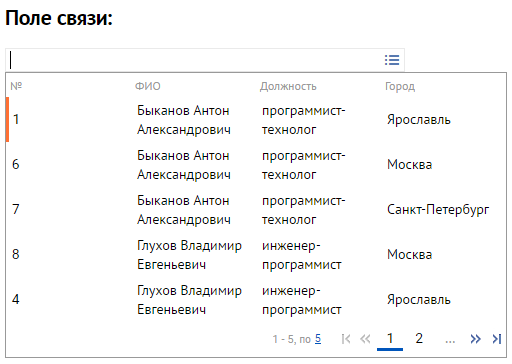 Поле связи:
№ ФИО Должность Город
1 Быканов Антон Александрович программист-технолог Ярославль
6 Быканов Антон Александрович программист-технолог Москва
7 Быканов Антон Александрович программист-технолог Санкт-Петербург
8 Глухов Владимир Евгеньевич инженер-программист Москва
4 Глухов Владимир Евгеньевич инженер-программист Ярославль
1 - 5, по 5 1 2 ...